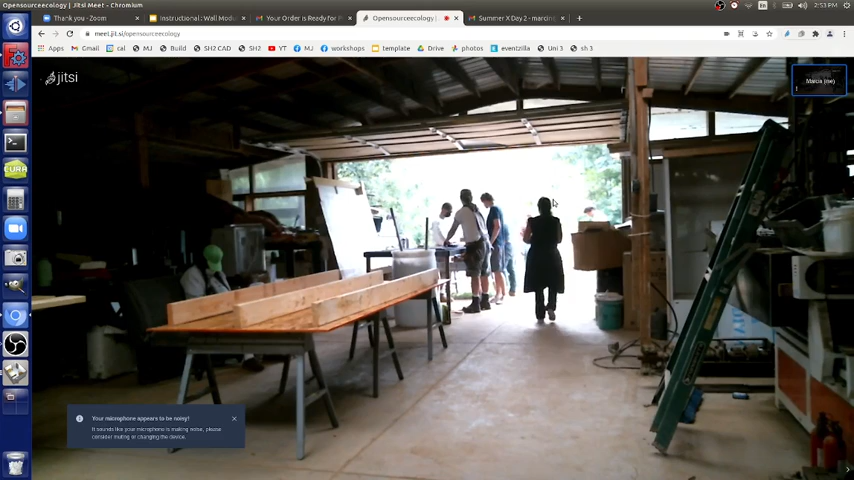 Opensourceecology | Jitsi Meet - Chromium
En
2:53 PM
Thank you - Zoom
Instructional: Wall Modu
Your Order is Ready for P
Opensourceecology | Jits
Summer X Day 2 - marcin
meet.jit.si/opensourceecology
Apps
Gmail
cal
MJ
Build
SH2 CAD
SH2
YT
MJ
workshops
template
Drive
photos
eventzilla
Uni 3
sh 3
jitsi
Marcin (me)
CURA
Your microphone appears to be noisy!
It sounds like your microphone is making noise, please
consider muting or changing the device.